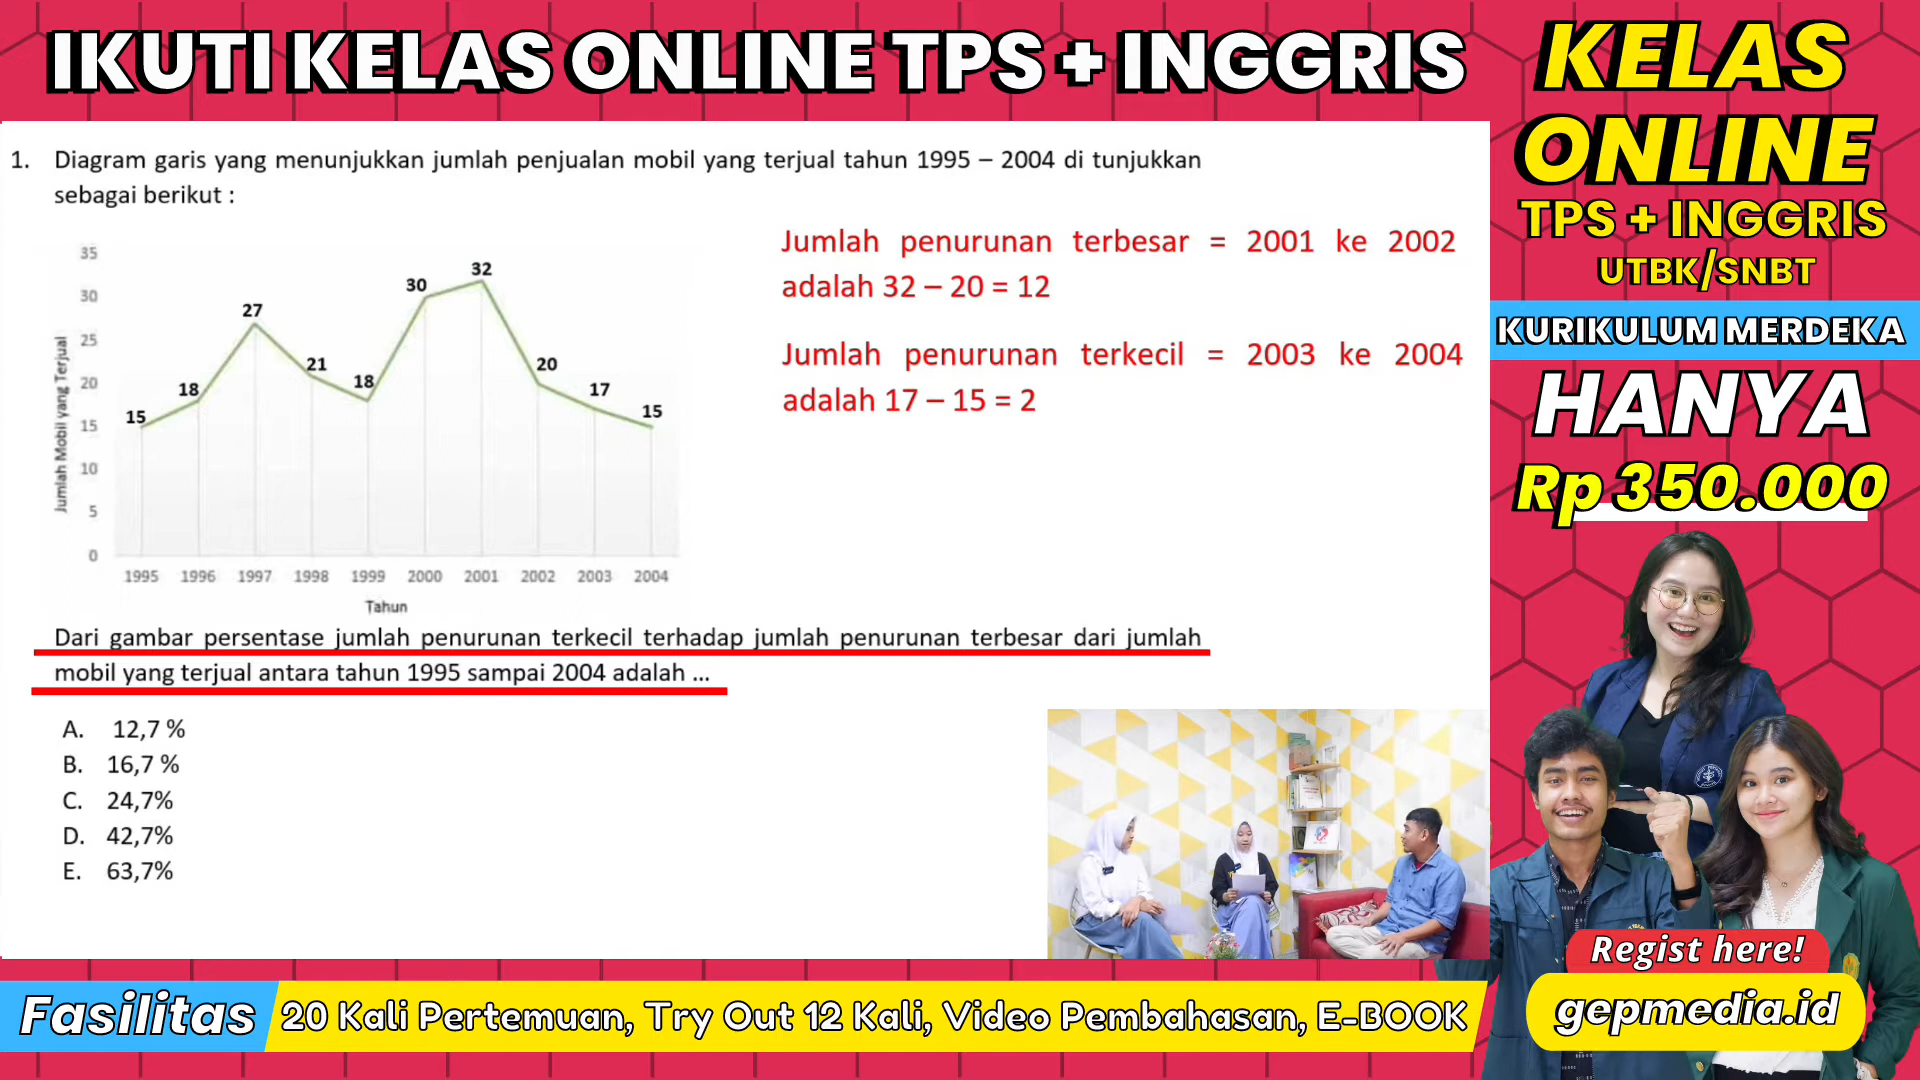 IKUTI KELAS ONLINE TPS + INGGRIS
1. Diagram garis yang menunjukkan jumlah penjualan mobil yang terjual tahun 1995 – 2004 di tunjukkan
sebagai berikut :
Jumlah Mobil yang Terjual
35
30
25
20
15
10
5
0
15
18
27
21
18
30
32
20
17
15
1995 1996 1997 1998 1999 2000 2001 2002 2003 2004
Tahun
Jumlah penurunan terbesar = 2001 ke 2002
adalah 32 – 20 = 12
Jumlah penurunan terkecil = 2003 ke 2004
adalah 17 – 15 = 2
Dari gambar persentase jumlah penurunan terkecil terhadap jumlah penurunan terbesar dari jumlah
mobil yang terjual antara tahun 1995 sampai 2004 adalah ...
A. 12,7 %
B. 16,7 %
C. 24,7%
D. 42,7%
E. 63,7%
KELAS
ONLINE
TPS + INGGRIS
UTBK/SNBT
KURIKULUM MERDEKA
HANYA
Rp 350.000
Regist here!
gepmedia.id
Fasilitas
20 Kali Pertemuan, Try Out 12 Kali, Video Pembahasan, E-BOOK